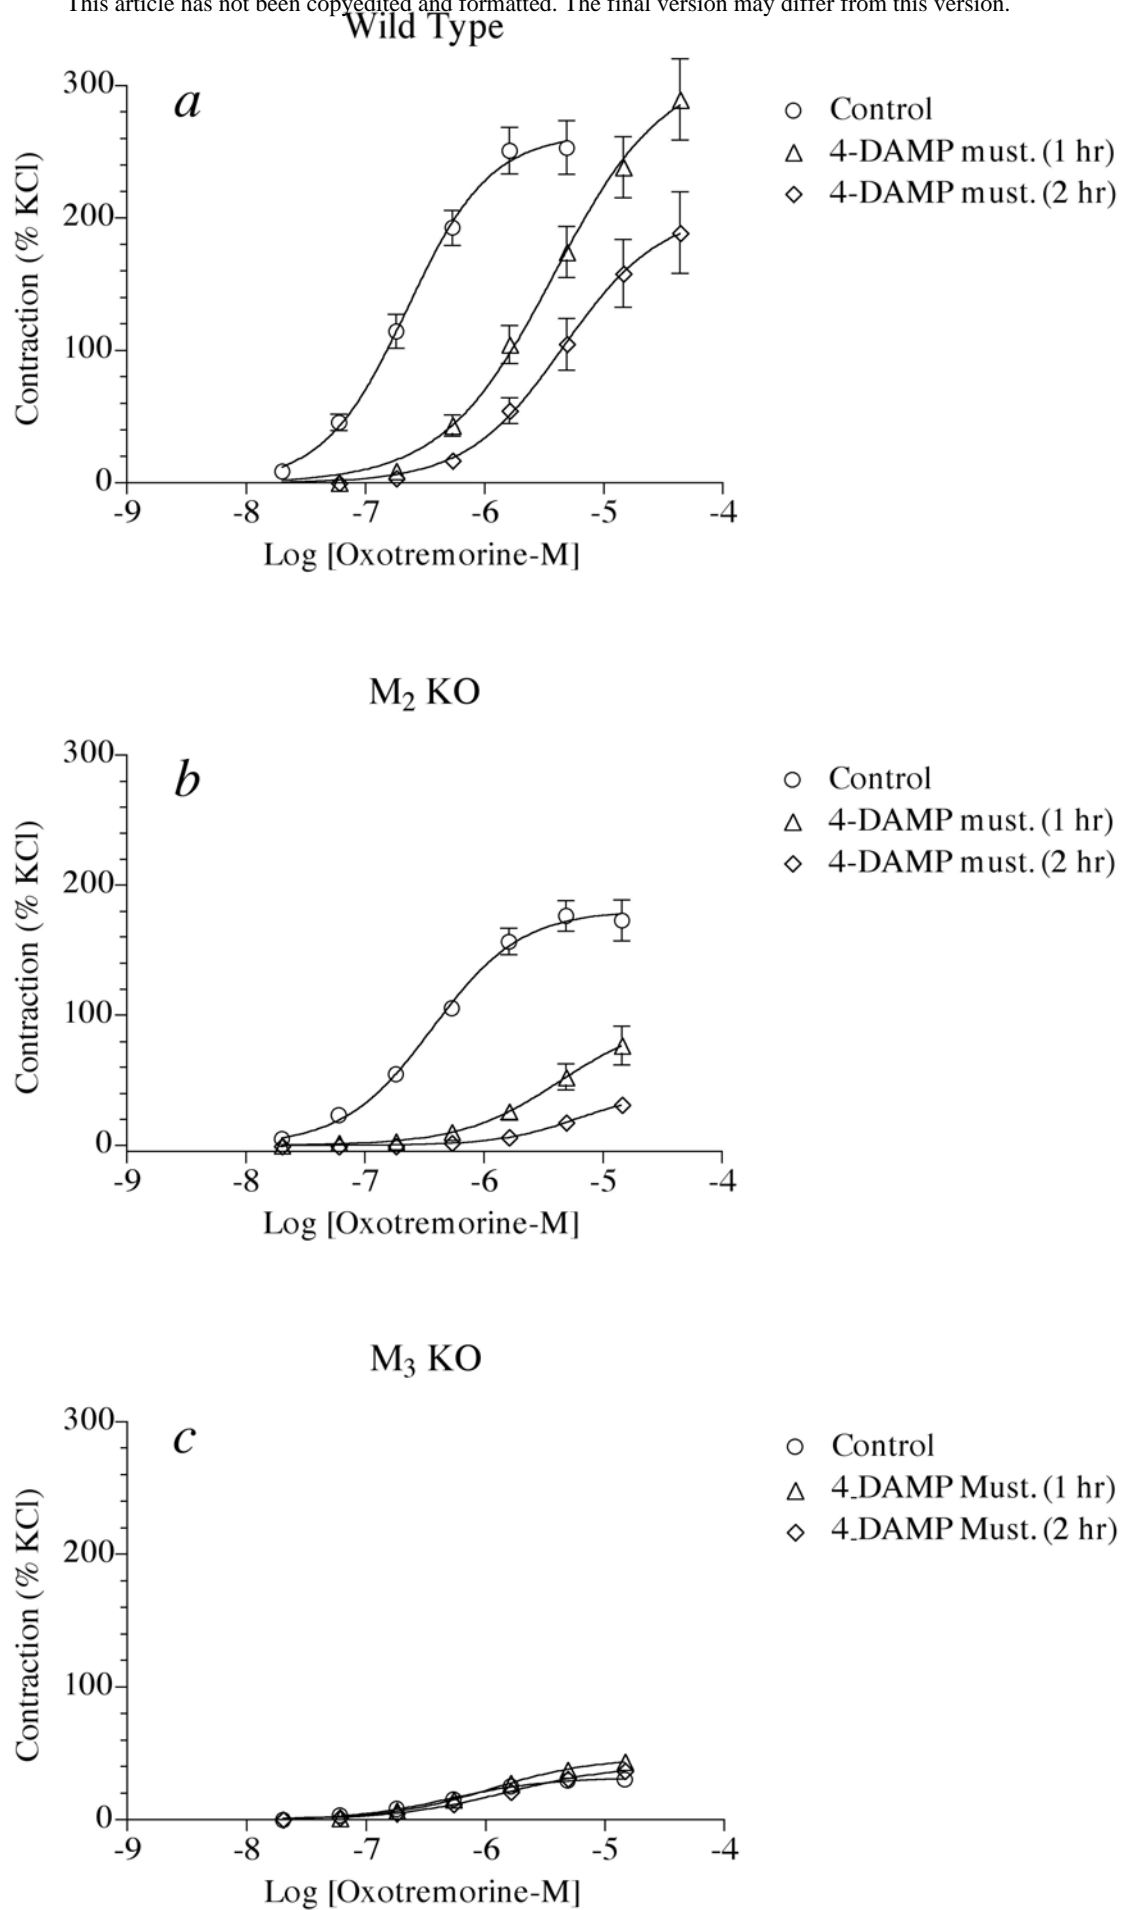 This article has not been copyedited and formatted. The final version may differ from this version.
Wild Type
a
300
200
100
0
Contraction (% KCl)
-9 -8 -7 -6 -5 -4
Log [Oxotremorine-M]
Control
4-DAMP must. (1 hr)
4-DAMP must. (2 hr)
M2 KO
b
300
200
100
0
Contraction (% KCl)
-9 -8 -7 -6 -5 -4
Log [Oxotremorine-M]
Control
4-DAMP must. (1 hr)
4-DAMP must. (2 hr)
M3 KO
c
300
200
100
0
Contraction (% KCl)
-9 -8 -7 -6 -5 -4
Log [Oxotremorine-M]
Control
4-DAMP Must. (1 hr)
4-DAMP Must. (2 hr)